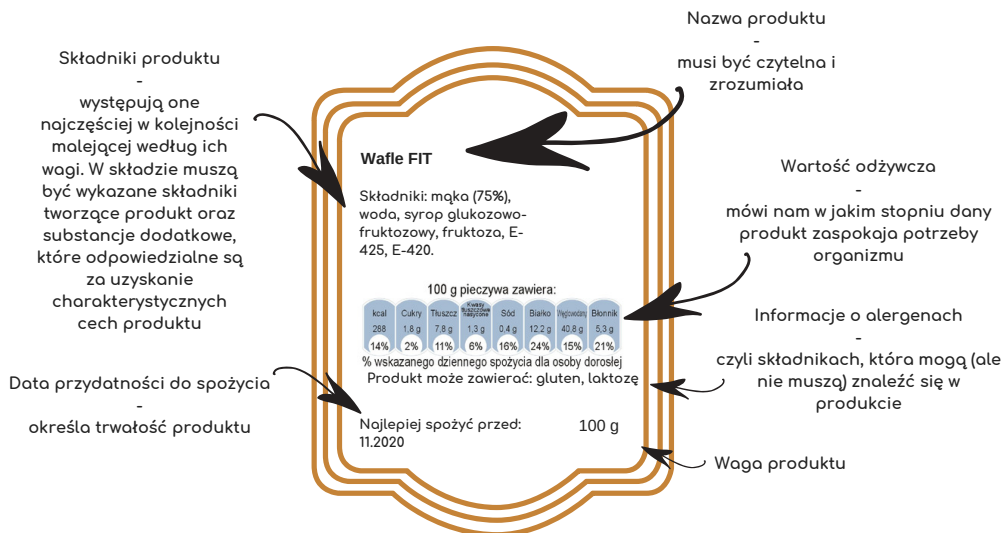 Nazwa produktu
-
musi być czytelna i
zrozumiała
Składniki produktu
-
występują one
najczęściej w kolejności
malejącej według ich
wagi. W składzie muszą
być wykazane składniki
tworzące produkt oraz
substancje dodatkowe,
które odpowiedzialne są
za uzyskanie
charakterystycznych
cech produktu
Data przydatności do spożycia
-
określa trwałość produktu
Wafle FIT
Składniki: mąka (75%),
woda, syrop glukozowo-
fruktozowy, fruktoza, E-
425, E-420.
100 g pieczywa zawiera:
kcal Cukry Tłuszcz Kwasy tłuszczowe nasycone Sód Białko Węglowodany Błonnik
288 1,8 g 7,8 g 1,3 g 0,4 g 12,2 g 40,8 g 5,3 g
14% 2% 11% 6% 16% 24% 15% 21%
% wskazanego dziennego spożycia dla osoby dorosłej
Produkt może zawierać: gluten, laktozę
Najlepiej spożyć przed:
11.2020
100 g
Wartość odżywcza
-
mówi nam w jakim stopniu dany
produkt zaspokaja potrzeby
organizmu
Informacje o alergenach
-
czyli składnikach, która mogą (ale
nie muszą) znaleźć się w
produkcie
Waga produktu